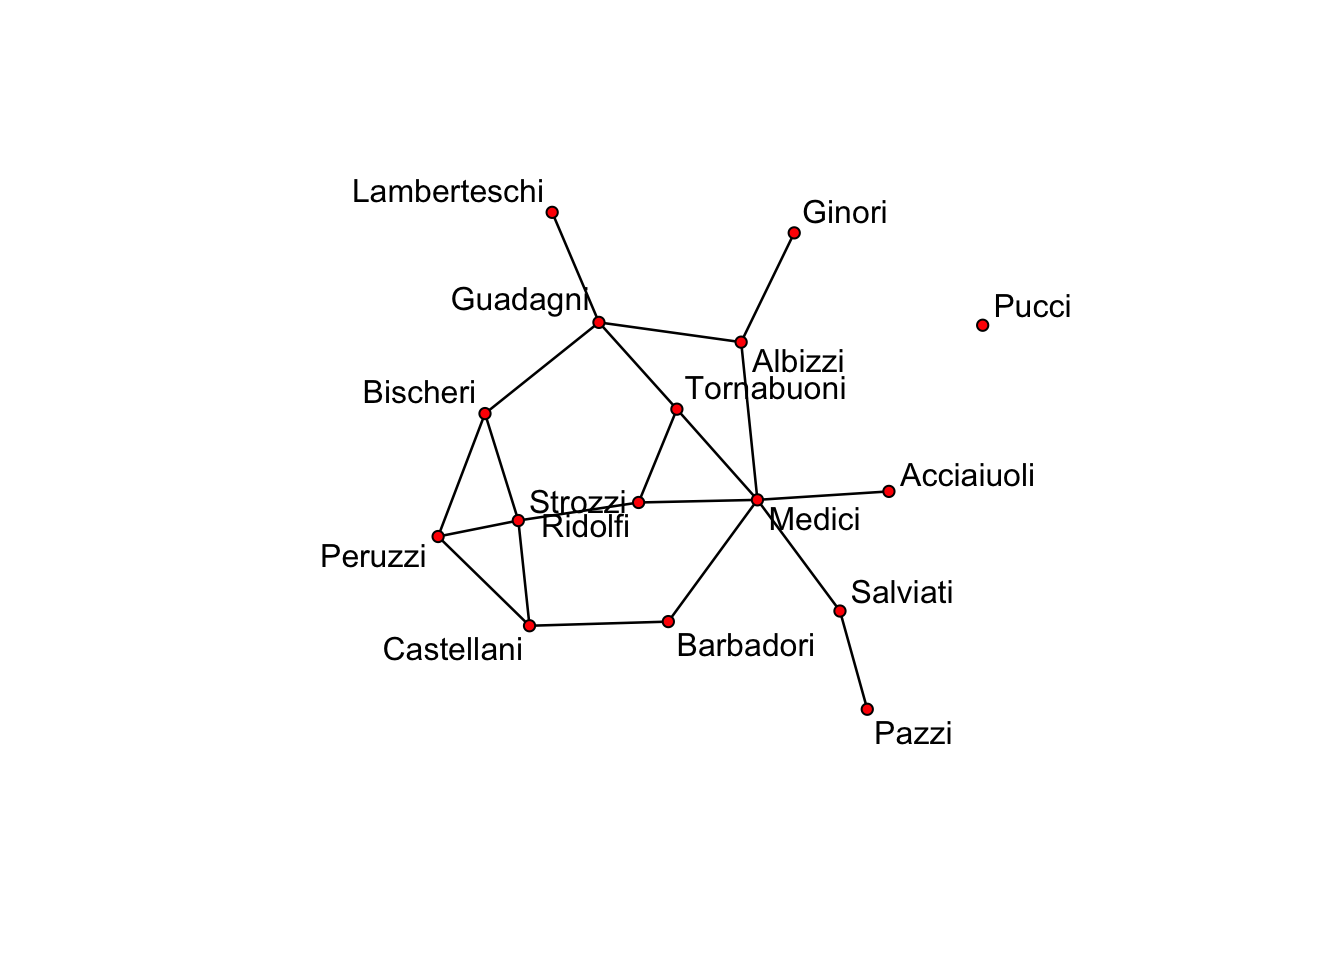 Lamberteschi
Ginori
Guadagni
Pucci
Albizzi
Tornabuoni
Bischeri
Acciaiuoli
Strozzi
Medici
Ridolfi
Peruzzi
Salviati
Barbadori
Castellani
Pazzi